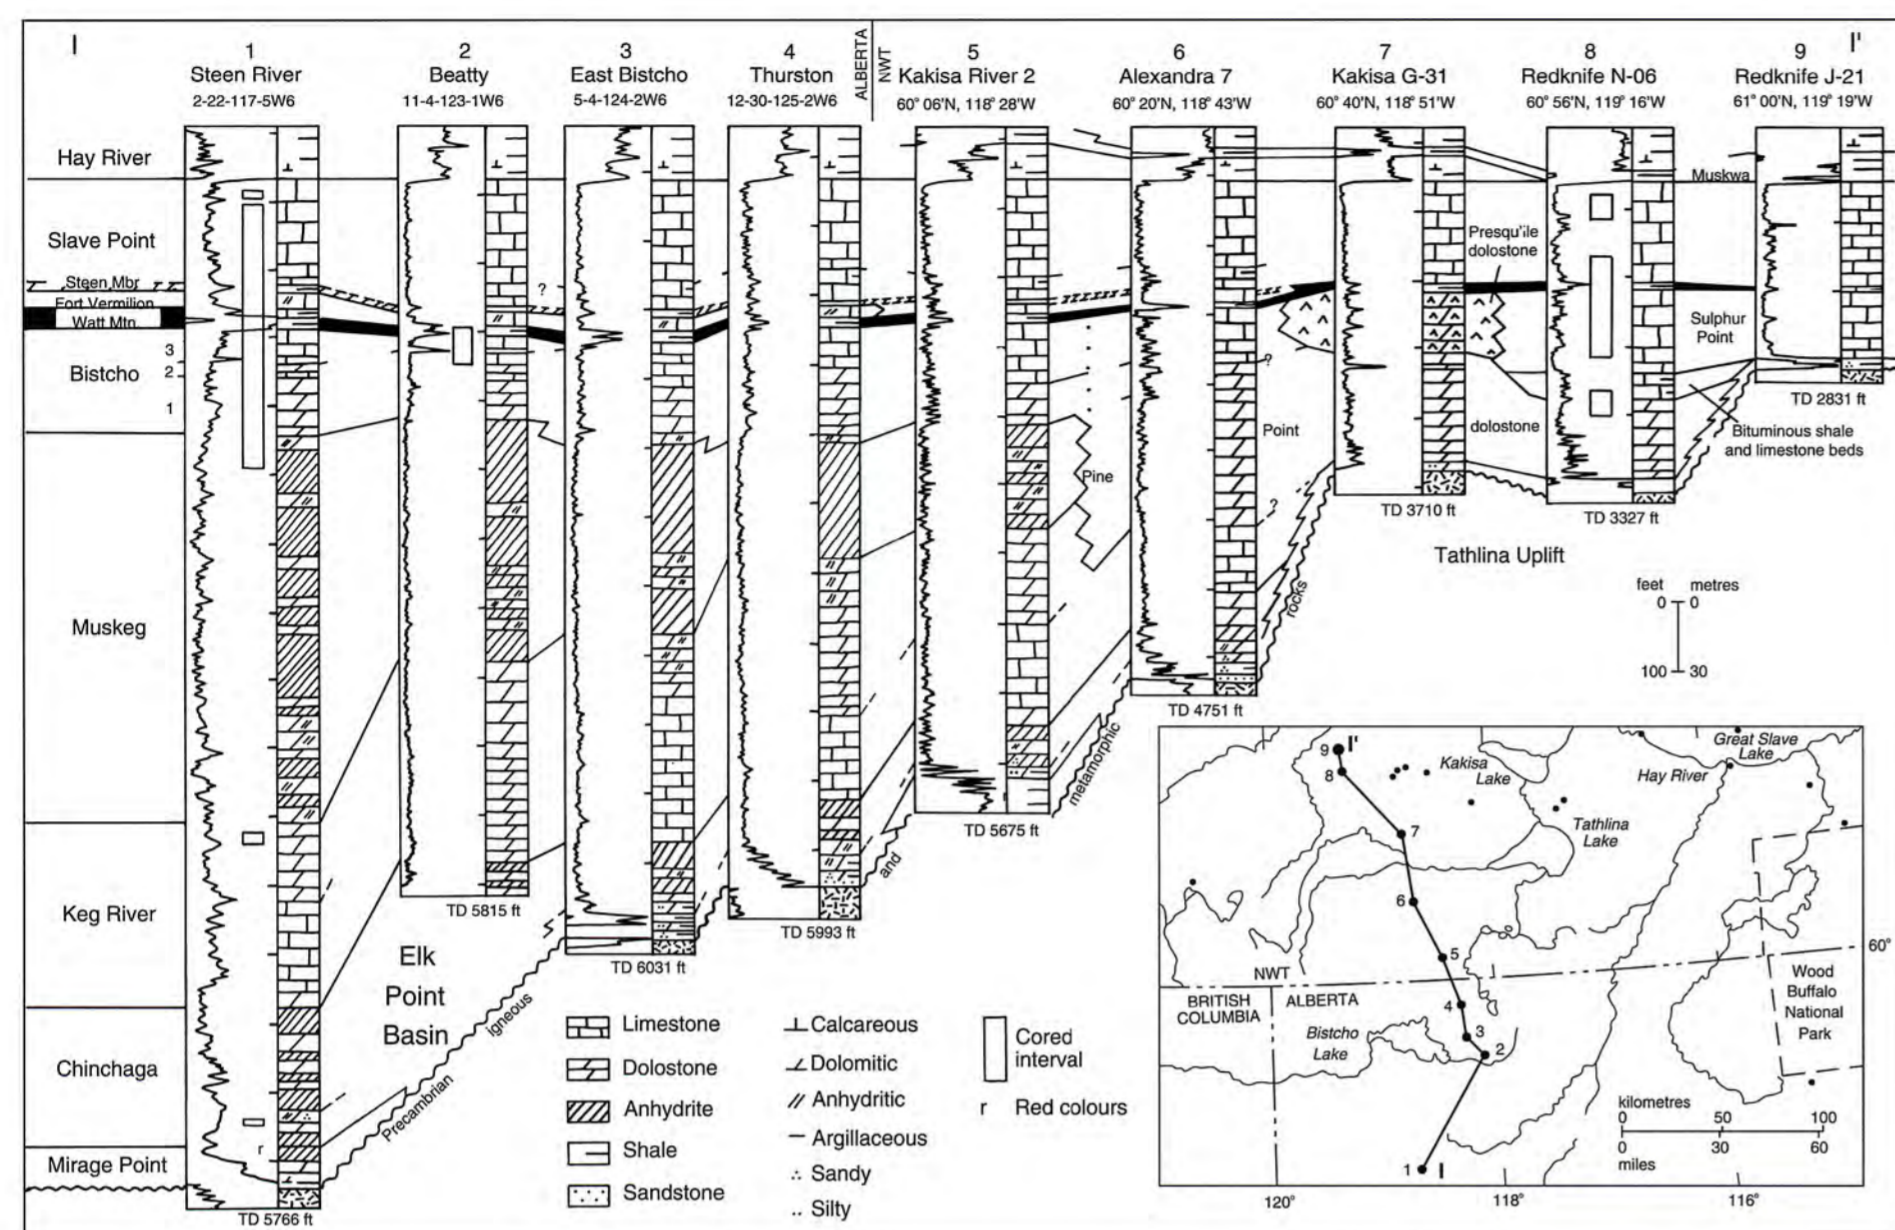 I
I'
1
Steen River
2-22-117-5W6
2
Beatty
11-4-123-1W6
3
East Bistcho
5-4-124-2W6
4
Thurston
12-30-125-2W6
ALBERTA
NWT
5
Kakisa River 2
60° 06'N, 118° 28'W
6
Alexandra 7
60° 20'N, 118° 43'W
7
Kakisa G-31
60° 40'N, 118° 51'W
8
Redknife N-06
60° 56'N, 119° 16'W
9
Redknife J-21
61° 00'N, 119° 19'W
Hay River
Slave Point
Steen Mbr
Fort Vermilion
Watt Mtn.
Bistcho
3
2
1
Muskeg
Keg River
Chinchaga
Mirage Point
r
?
Muskwa
Presqu'ile
dolostone
Sulphur
Point
?
Pine
Point
dolostone
?
Bituminous shale
and limestone beds
TD 2831 ft
TD 3710 ft
TD 3327 ft
TD 4751 ft
TD 5675 ft
TD 5993 ft
TD 6031 ft
TD 5815 ft
TD 5766 ft
Tathlina Uplift
Elk
Point
Basin
Precambrian
igneous
and
metamorphic
rocks
feet metres
0 0
100 30
Limestone
Dolostone
Anhydrite
Shale
Sandstone
Calcareous
Dolomitic
Anhydritic
Argillaceous
Sandy
Silty
Cored
interval
r Red colours
9 I'
8
7
6
5
4
3
2
1 I
Kakisa
Lake
Hay River
Great Slave
Lake
Tathlina
Lake
60°
NWT
BRITISH
COLUMBIA
ALBERTA
Bistcho
Lake
Wood
Buffalo
National
Park
kilometres
0 50 100
0 30 60
miles
120°
118°
116°